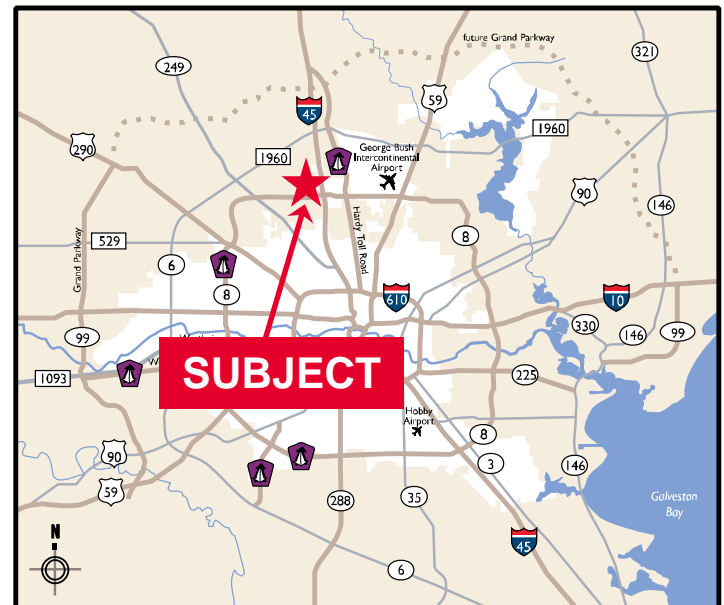 future Grand Parkway
321
249
59
45
1960
290
1960
George Bush
Intercontinental
Airport
90
146
Hardy Toll Road
529
Grand Parkway
8
6
8
610
10
330
146
99
99
SUBJECT
1093
225
Hobby
Airport
8
90
3
146
59
288
35
Galveston
Bay
N
45
6